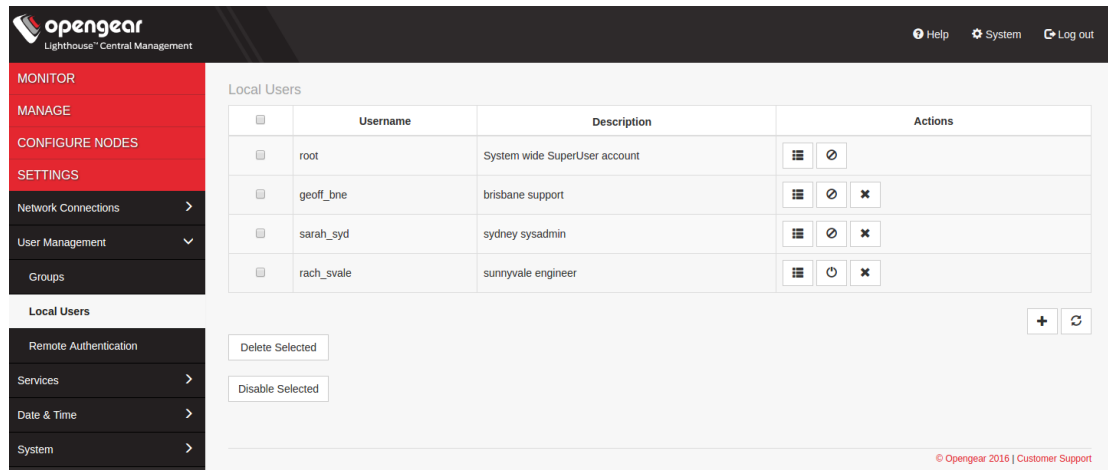 opengear
Lighthouse™ Central Management
Help System Log out
MONITOR
MANAGE
CONFIGURE NODES
SETTINGS
Network Connections
User Management
Groups
Local Users
Remote Authentication
Services
Date & Time
System
Local Users
Username Description Actions
root System wide SuperUser account
geoff_bne brisbane support
sarah_syd sydney sysadmin
rach_svale sunnyvale engineer
Delete Selected
Disable Selected
© Opengear 2016 | Customer Support